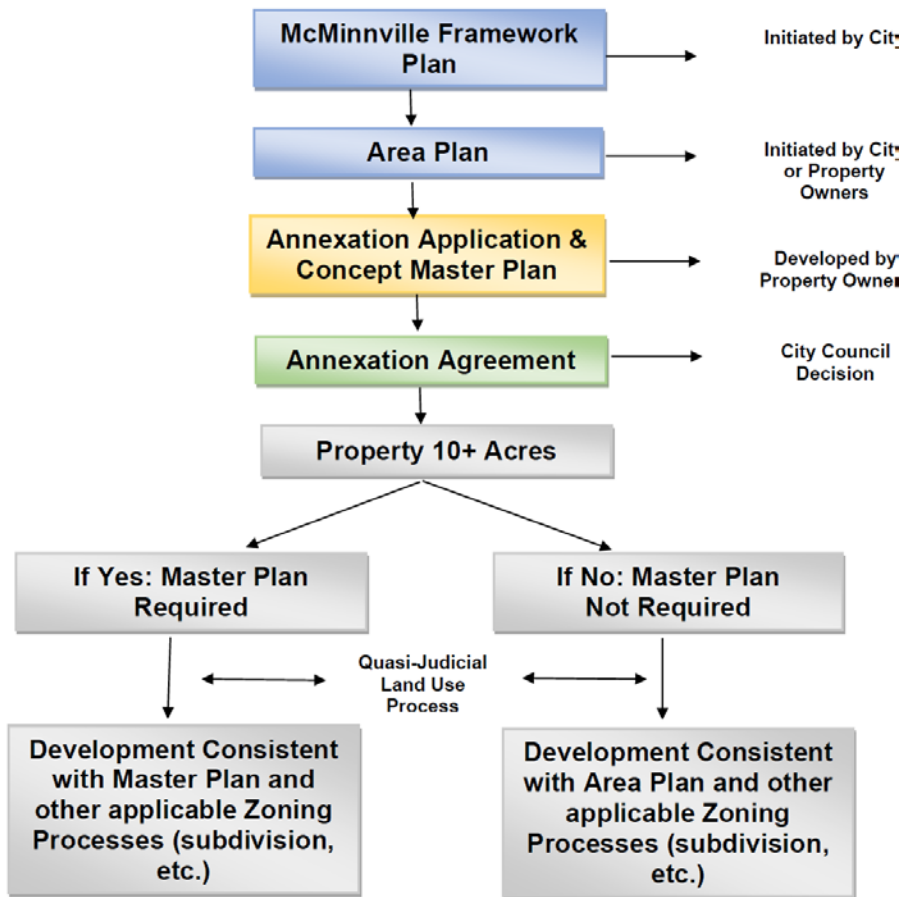 McMinnville Framework
Plan
Initiated by City
Area Plan
Initiated by City
or Property
Owners
Annexation Application &
Concept Master Plan
Developed by
Property Owner
Annexation Agreement
City Council
Decision
Property 10+ Acres
If Yes: Master Plan
Required
If No: Master Plan
Not Required
Quasi-Judicial
Land Use
Process
Development Consistent
with Master Plan and
other applicable Zoning
Processes (subdivision,
etc.)
Development Consistent
with Area Plan and other
applicable Zoning
Processes (subdivision,
etc.)